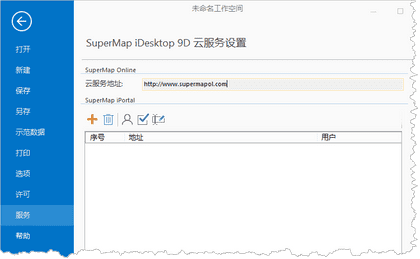 未命名工作空间
打开
新建
保存
另存
示范数据
打印
选项
许可
服务
帮助
SuperMap iDesktop 9D 云服务设置
SuperMap Online
云服务地址:
http://www.supermapol.com
SuperMap iPortal
序号 地址 用户